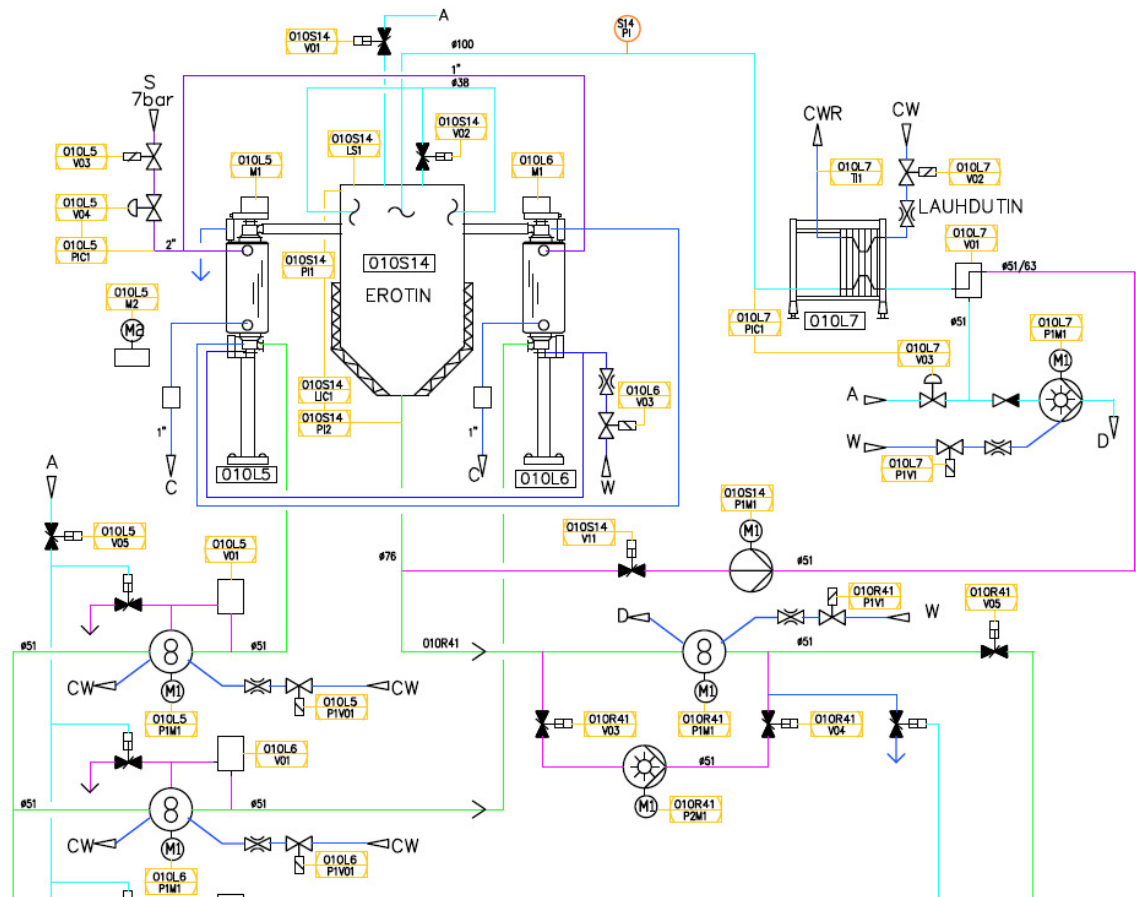 A
010S14
V01
S14
PI
ø100
1"
ø38
S
7bar
010S14
LS1
010S14
V02
CWR
CW
010L5
V03
010L5
M1
010L6
M1
010L7
TI1
010L7
V02
010L5
V04
LAUHDUTIN
010L7
V01
010L5
PIC1
2"
010S14
PI1
010S14
EROTIN
ø51/63
010L5
M2
M2
010L7
PIC1
010L7
ø51
010L7
P1M1
010L7
V03
M1
010S14
LIC1
010S14
PI2
010L6
V03
A
1"
1"
W
D
010L7
P1V1
A
C
010L5
C
010L6
W
010S14
P1M1
010L5
V05
010L5
V01
010S14
V11
M1
ø76
ø51
010R41
P1V1
010R41
V05
D
W
ø51
ø51
010R41
8
8
ø51
CW
M1
CW
M1
010L5
P1V01
010L5
P1M1
010R41
V03
010R41
P1M1
010R41
V04
010L6
V01
ø51
ø51
ø51
8
M1
010R41
P2M1
CW
M1
CW
010L6
P1V01
010L6
P1M1